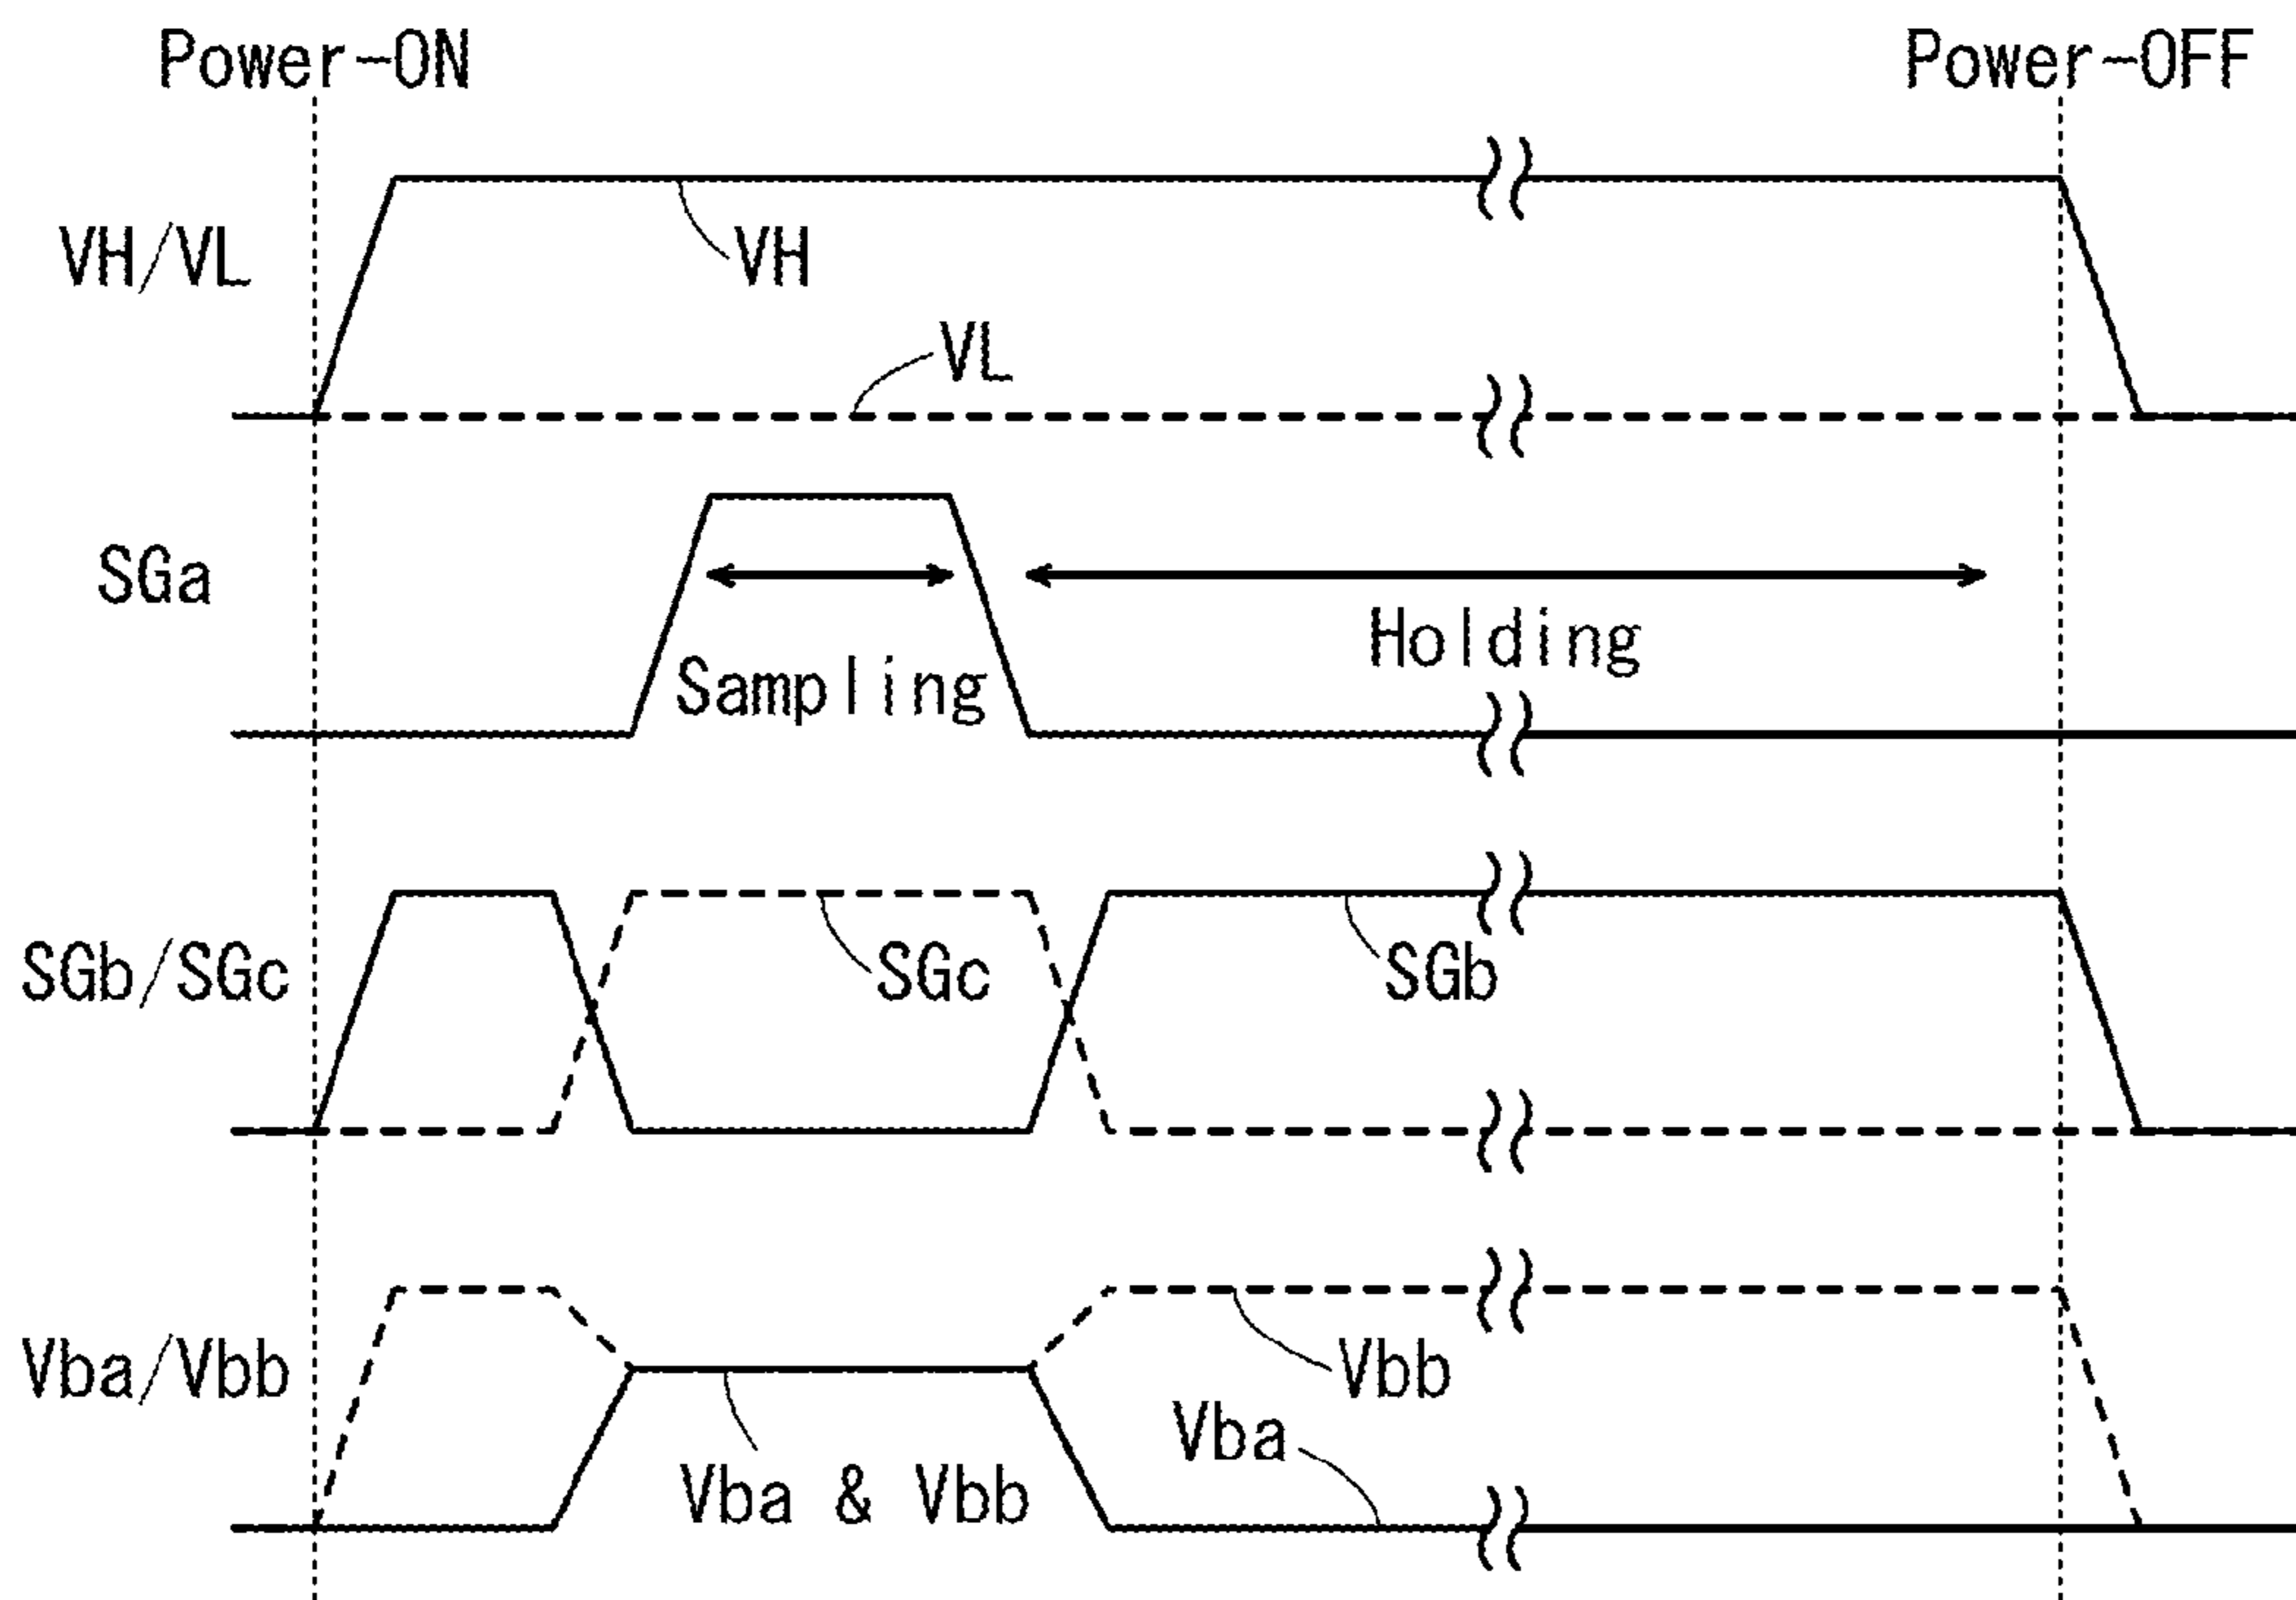 Power-ON
Power-OFF
VH/VL
VH
VL
SGa
Sampling
Holding
SGb/SGc
SGc
SGb
Vba/Vbb
Vba & Vbb
Vbb
Vba